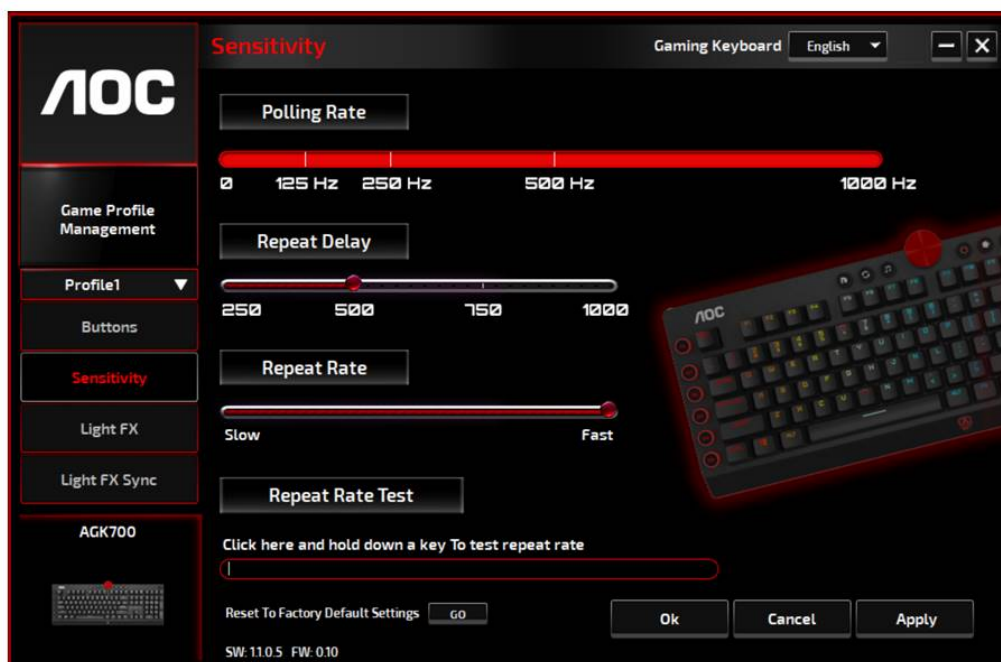 AOC
Sensitivity
Gaming Keyboard English
Polling Rate
0 125 Hz 250 Hz 500 Hz 1000 Hz
Game Profile
Management
Repeat Delay
Profile1
250 500 750 1000
Buttons
AOC
Sensitivity
Repeat Rate
Light FX
Slow Fast
Light FX Sync
Repeat Rate Test
AGK700
Click here and hold down a key To test repeat rate
Reset To Factory Default Settings GO
Ok Cancel Apply
SW: 1.1.0.5 FW: 0.10